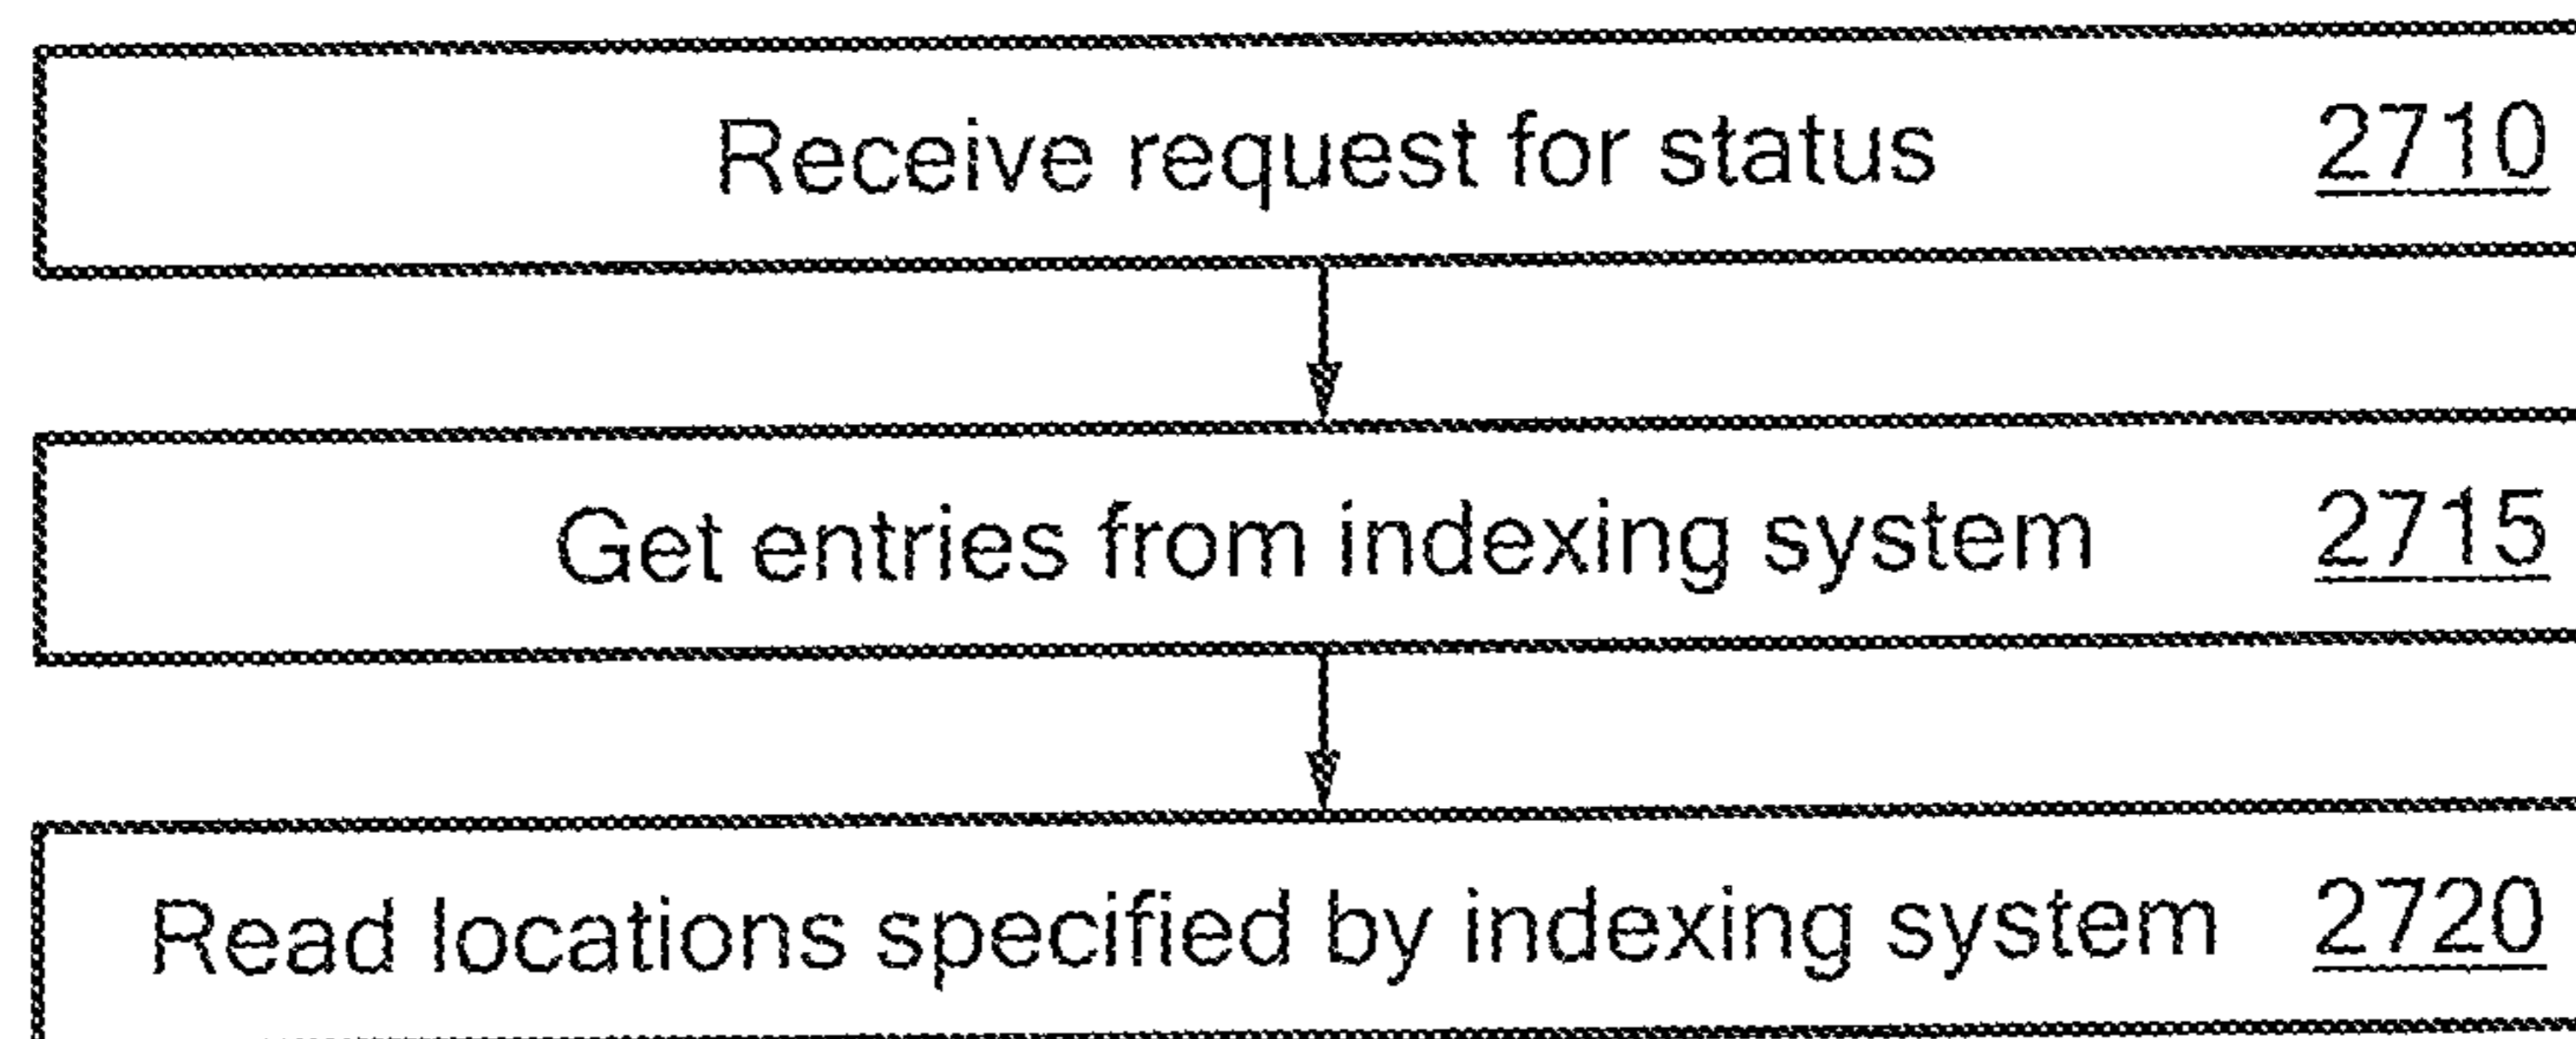 Receive request for status 2710
Get entries from indexing system 2715
Read locations specified by indexing system 2720